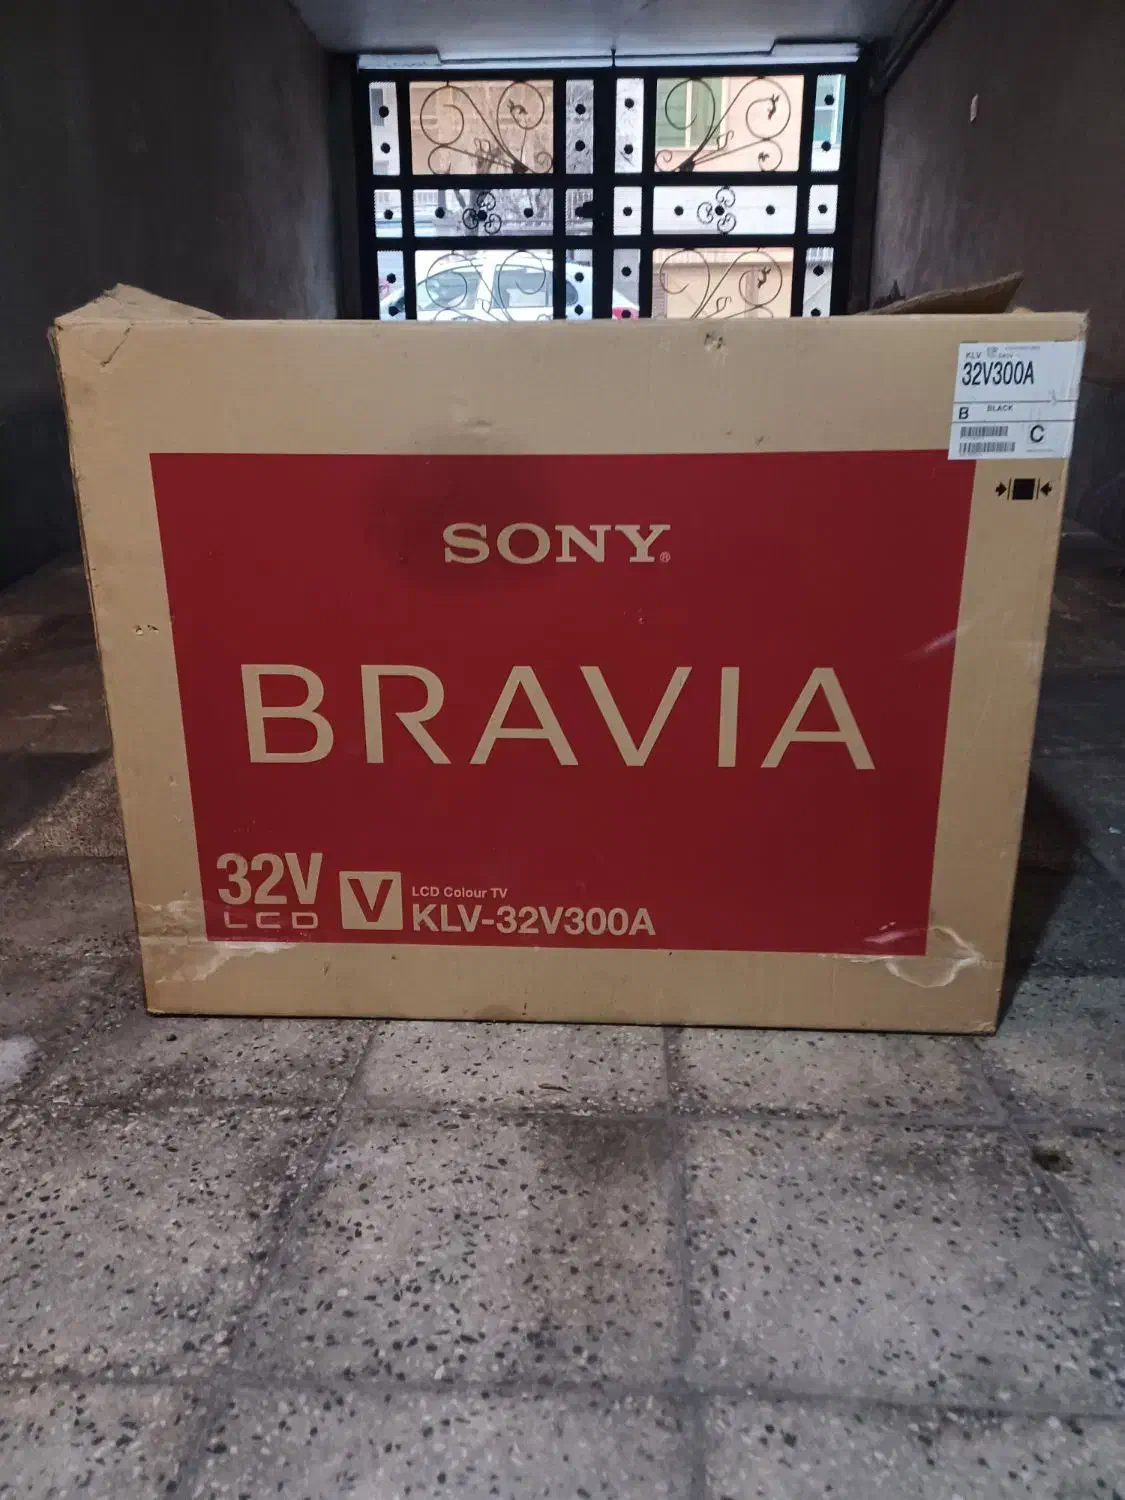 KLV
32V300A
B BLACK
C
SONY®
BRAVIA
32V
LCD
V
LCD Colour TV
KLV-32V300A